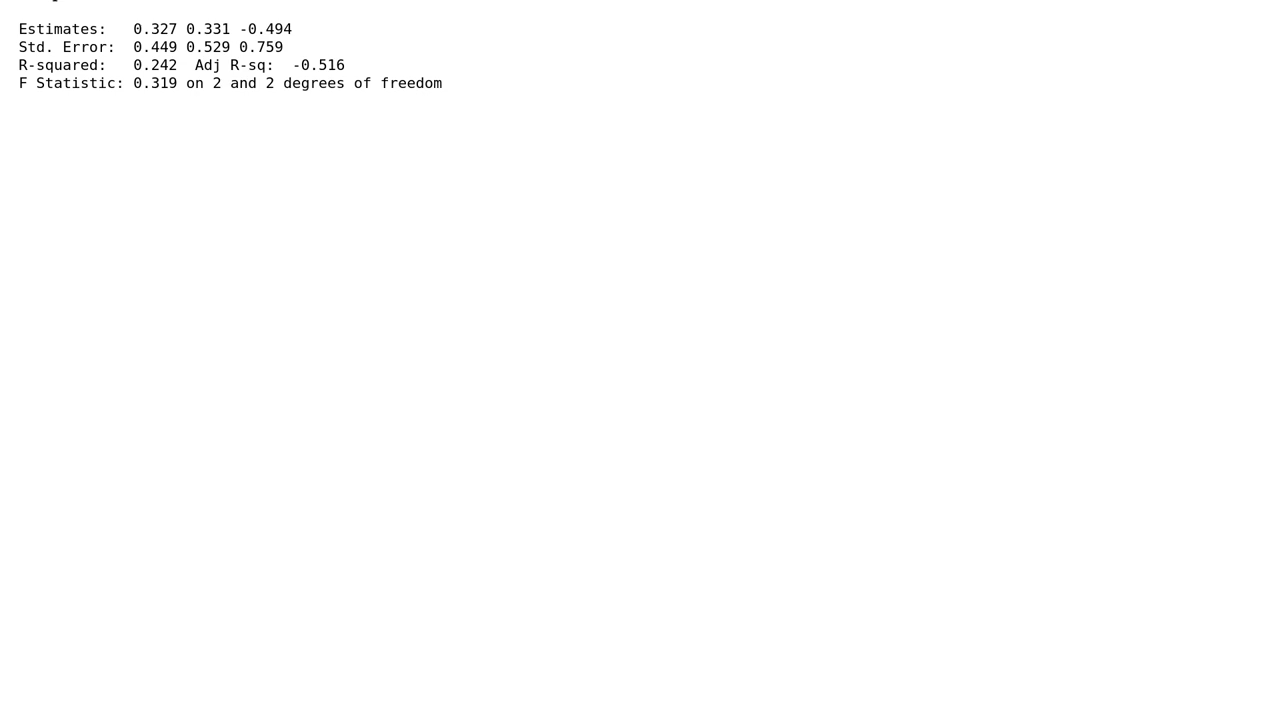 Estimates:   0.327 0.331 -0.494
Std. Error:  0.449 0.529 0.759
R-squared:   0.242  Adj R-sq:  -0.516
F Statistic: 0.319 on 2 and 2 degrees of freedom